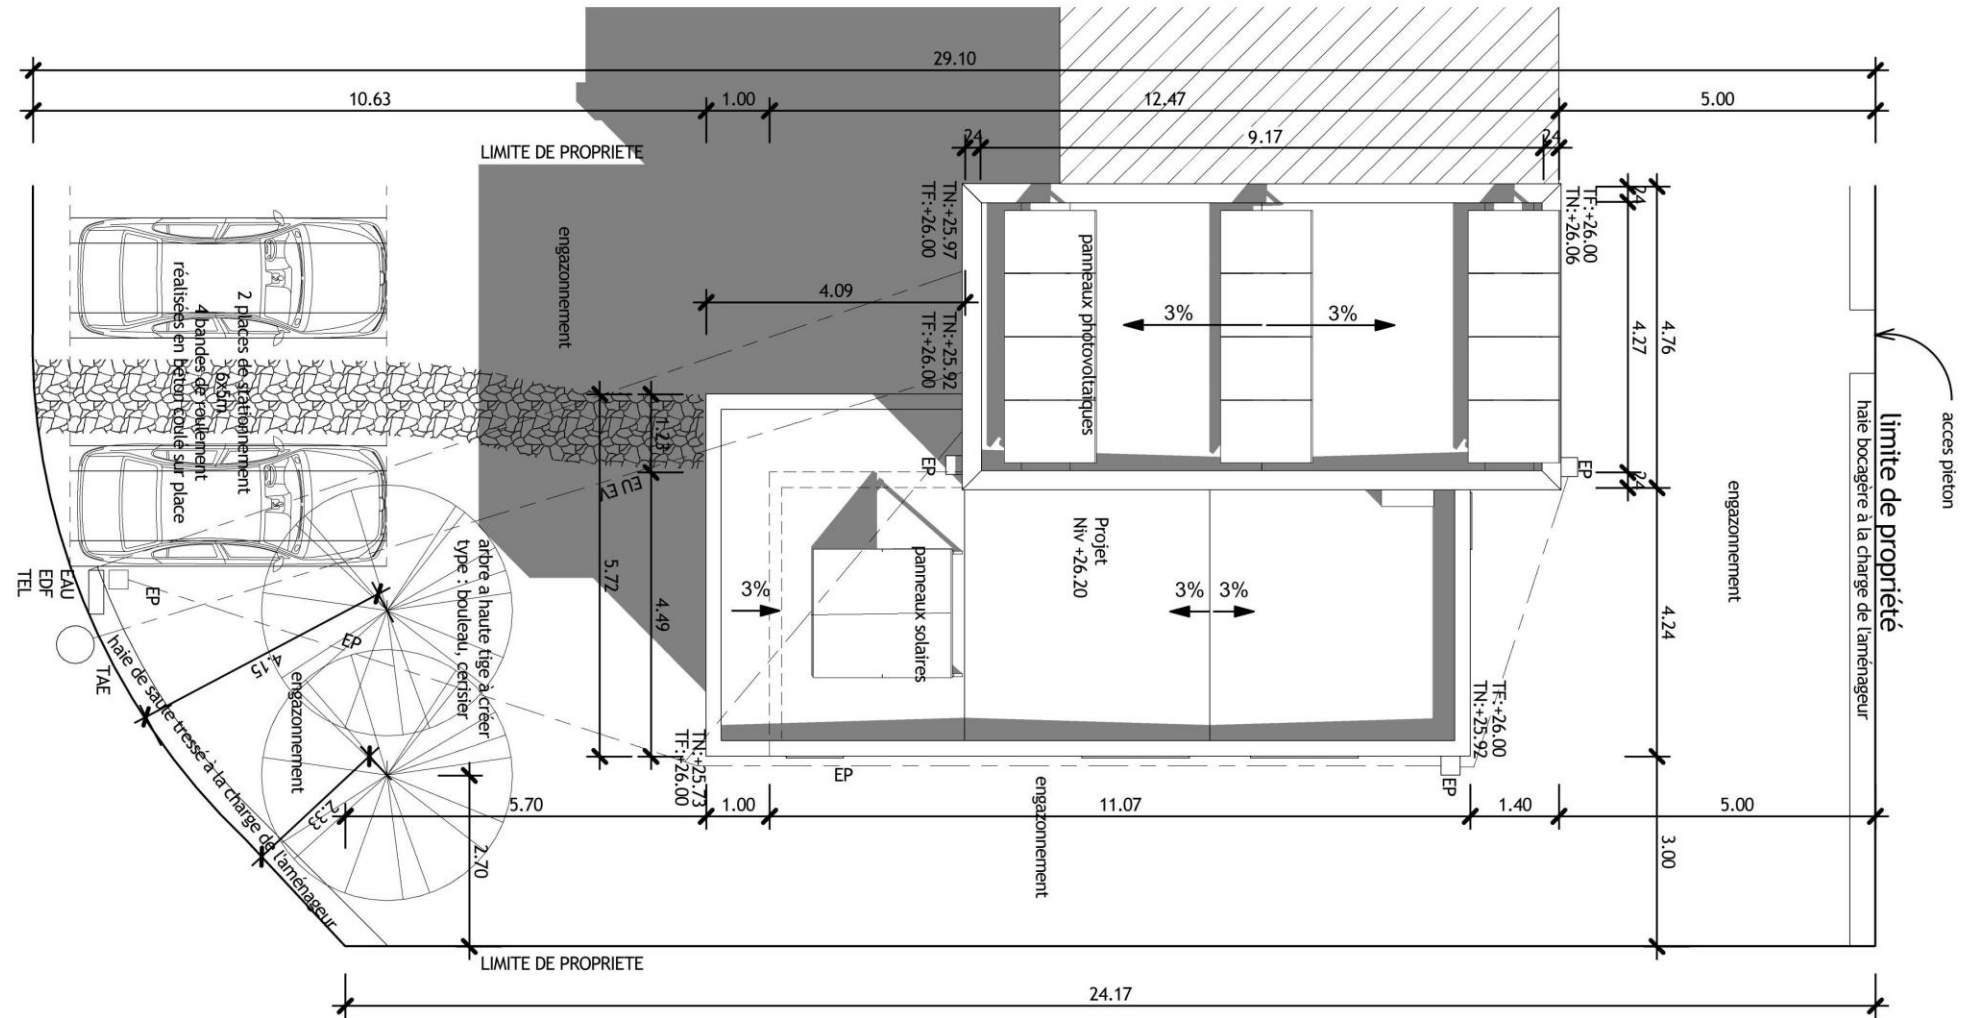 29.10
10.63
1.00
12.47
5.00
24
9.17
24
LIMITE DE PROPRIETE
TN:+25.97
TF:+26.00
TF:+26.00
TN:+26.06
24
4.27
24
4.76
acces pieton
limite de propriété
haie bocagère à la charge de l'aménageur
engazonnement
engazonnement
4.09
TN:+25.92
TF:+26.00
panneaux photovoltaïques
3%
3%
2 places de stationnement
6x5m
4 bandes de roulement
réalisées en béton coulé sur place
1.23
EP
EP
EU EV
5.72
4.49
Projet
Niv +26.20
panneaux solaires
3%
3%
3%
4.24
arbre a haute tige à créer
type : bouleau, cerisier
EAU
EDF
TEL
EP
TAE
EP
4.15
haie de saule tressé à la charge de l'aménageur
engazonnement
TN:+25.73
TF:+26.00
TF:+26.00
TN:+25.92
EP
EP
5.70
1.00
11.07
1.40
5.00
2.33
2.70
engazonnement
3.00
LIMITE DE PROPRIETE
24.17